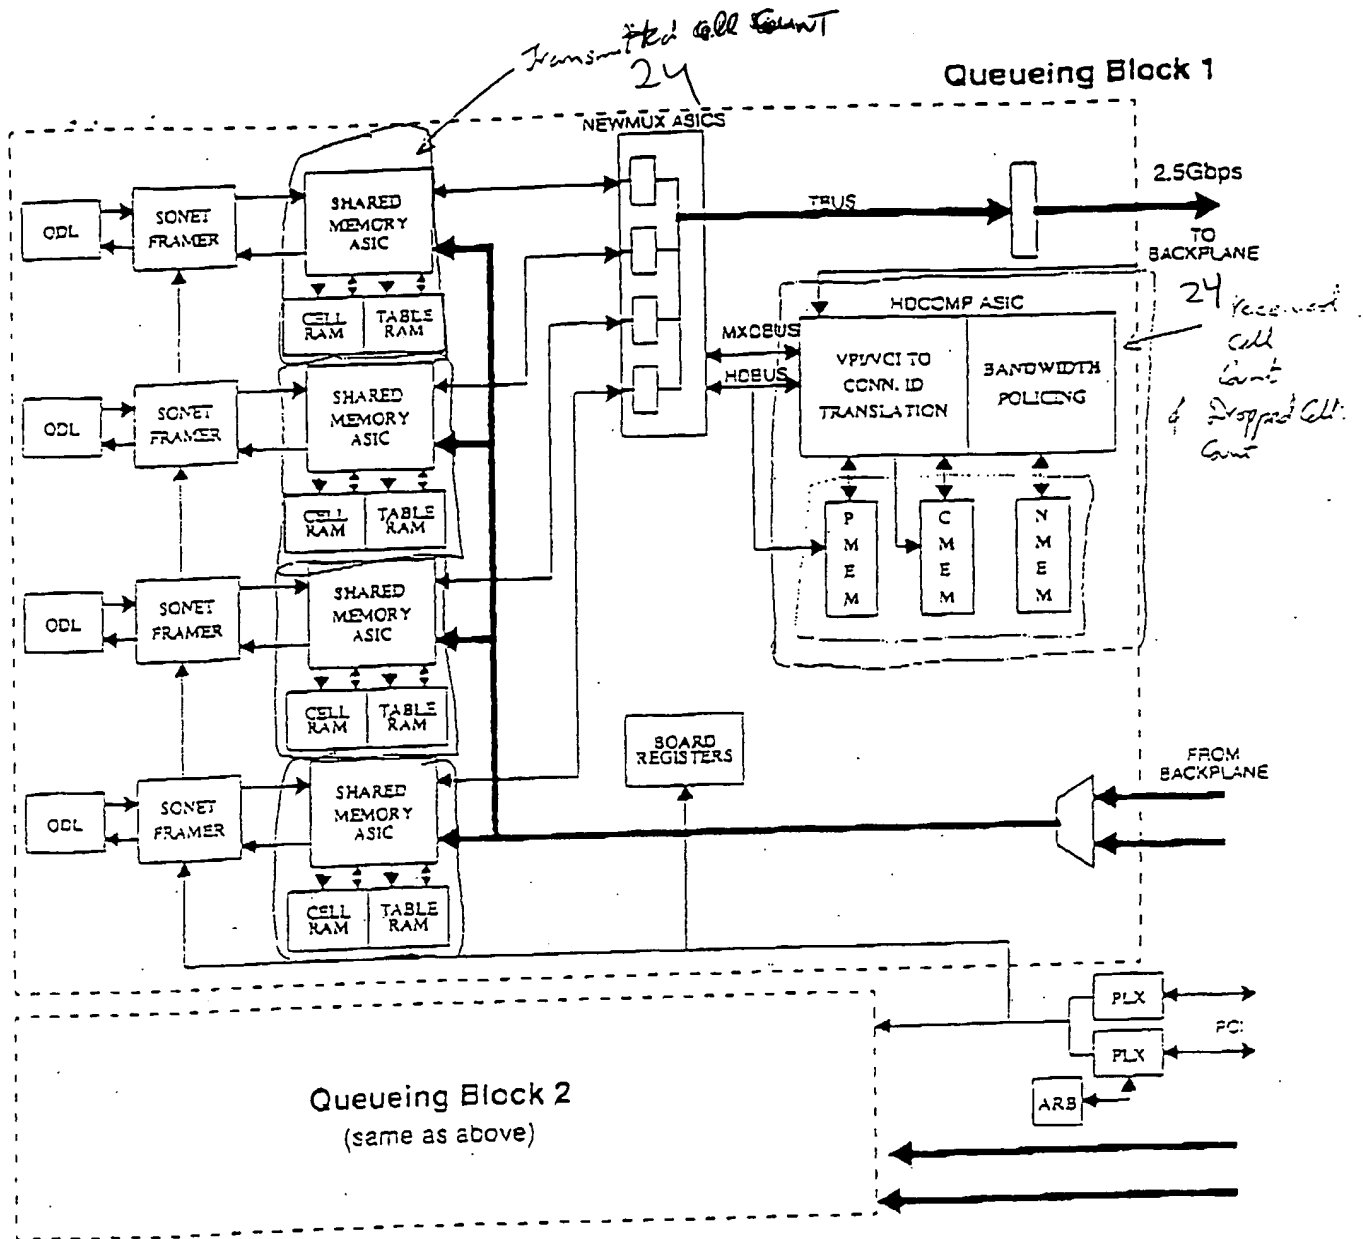 Transmitted cell count
24
Queueing Block 1
NEWMUX ASICS
ODL
SONET
FRAMER
SHARED
MEMORY
ASIC
CELL
RAM
TABLE
RAM
TBUS
2.5Gbps
TO
BACKPLANE
HDCOMP ASIC
24 received
Cell
Count
& Dropped Cell
Count
MXDBUS
HDBUS
VPI/VCI TO
CONN. ID
TRANSLATION
BANDWIDTH
POLICING
PMEM
CMEM
NMEM
ODL
SONET
FRAMER
SHARED
MEMORY
ASIC
CELL
RAM
TABLE
RAM
ODL
SONET
FRAMER
SHARED
MEMORY
ASIC
CELL
RAM
TABLE
RAM
BOARD
REGISTERS
FROM
BACKPLANE
ODL
SONET
FRAMER
SHARED
MEMORY
ASIC
CELL
RAM
TABLE
RAM
PLX
PCI
PLX
ARB
Queueing Block 2
(same as above)